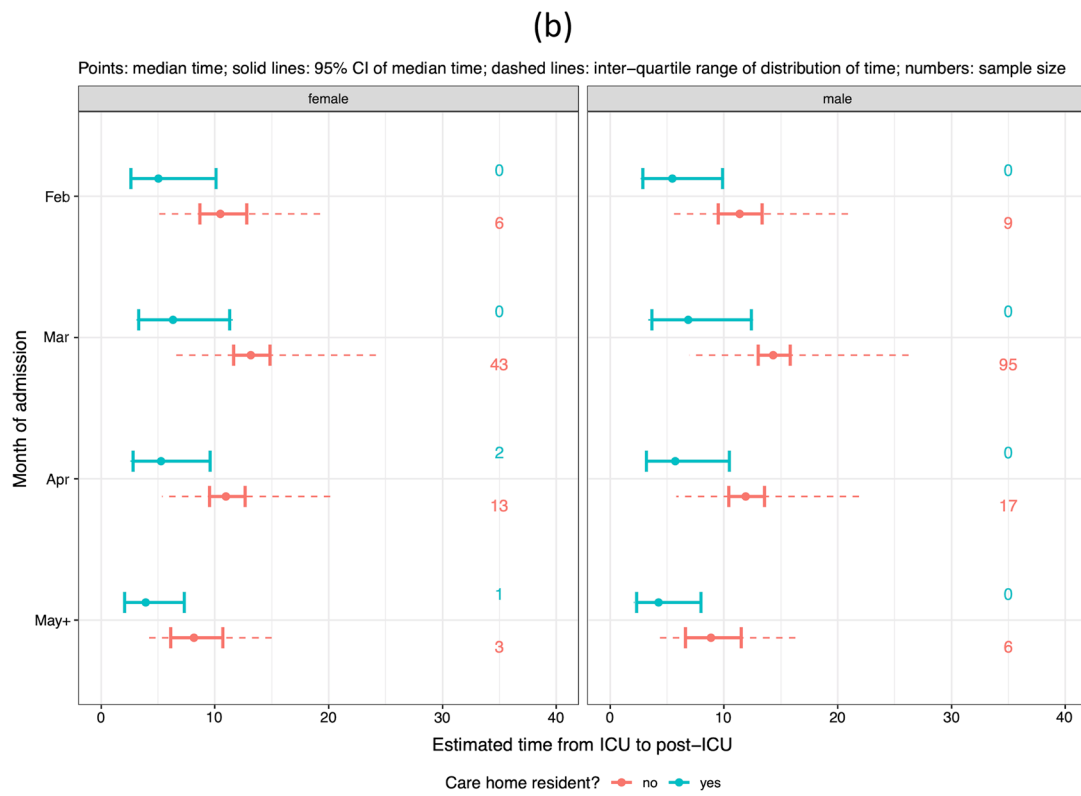 (b)
Points: median time; solid lines: 95% CI of median time; dashed lines: inter−quartile range of distribution of time; numbers: sample size
female male
0 0
Feb
6 9
0 0
Mar
43 95
2 0
Apr
13 17
1 0
May+
3 6
0 10 20 30 40 0 10 20 30 40
Month of admission
Estimated time from ICU to post−ICU
Care home resident? no yes